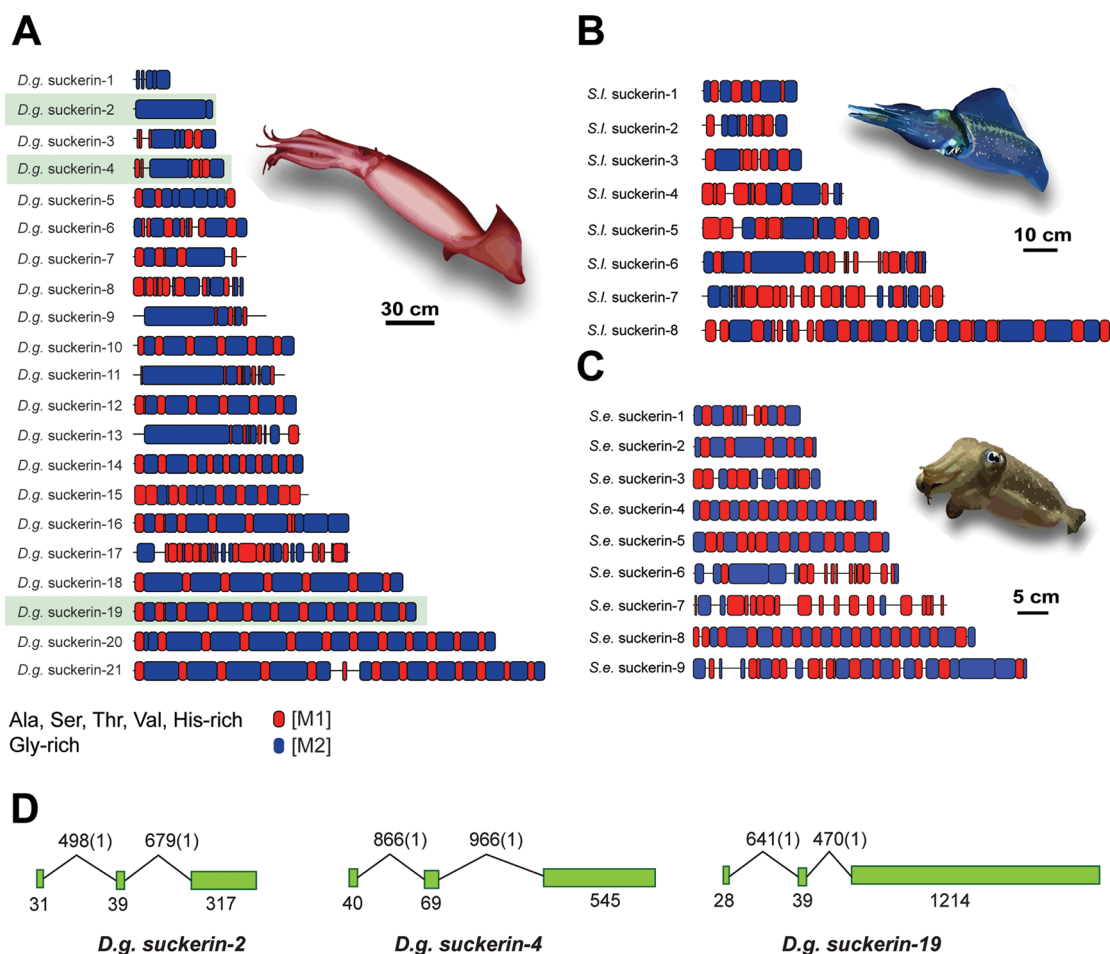 A
D.g. suckerin-1
D.g. suckerin-2
D.g. suckerin-3
D.g. suckerin-4
D.g. suckerin-5
D.g. suckerin-6
D.g. suckerin-7
D.g. suckerin-8
D.g. suckerin-9
D.g. suckerin-10
D.g. suckerin-11
D.g. suckerin-12
D.g. suckerin-13
D.g. suckerin-14
D.g. suckerin-15
D.g. suckerin-16
D.g. suckerin-17
D.g. suckerin-18
D.g. suckerin-19
D.g. suckerin-20
D.g. suckerin-21
30 cm
Ala, Ser, Thr, Val, His-rich [M1]
Gly-rich [M2]
B
S.l. suckerin-1
S.l. suckerin-2
S.l. suckerin-3
S.l. suckerin-4
S.l. suckerin-5
S.l. suckerin-6
S.l. suckerin-7
S.l. suckerin-8
10 cm
C
S.e. suckerin-1
S.e. suckerin-2
S.e. suckerin-3
S.e. suckerin-4
S.e. suckerin-5
S.e. suckerin-6
S.e. suckerin-7
S.e. suckerin-8
S.e. suckerin-9
5 cm
D
498(1) 679(1)
31 39 317
D.g. suckerin-2
866(1) 966(1)
40 69 545
D.g. suckerin-4
641(1) 470(1)
28 39 1214
D.g. suckerin-19